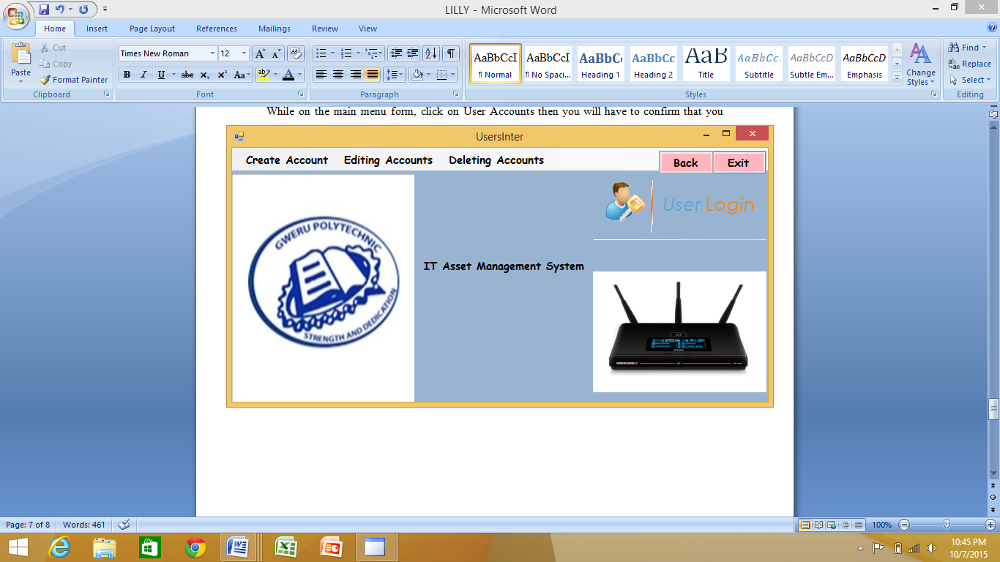 LILLY - Microsoft Word
Home Insert Page Layout References Mailings Review View
Paste
Cut
Copy
Format Painter
Clipboard
Times New Roman 12
B I U abc x₂ x² Aa ab A
Font
Paragraph
AaBbCcI AaBbCcI AaBbC AaBbCc AaB AaBbCc. AaBbCcD AaBbCcD
¶ Normal ¶ No Spaci... Heading 1 Heading 2 Title Subtitle Subtle Em... Emphasis
Change Styles
Styles
Find
Replace
Select
Editing
While on the main menu form, click on User Accounts then you will have to confirm that you
UsersInter
Create Account Editing Accounts Deleting Accounts Back Exit
User Login
GWERU POLYTECHNIC
STRENGTH AND DEDICATION
IT Asset Management System
Page: 7 of 8 Words: 461 100%
10:45 PM
10/7/2015